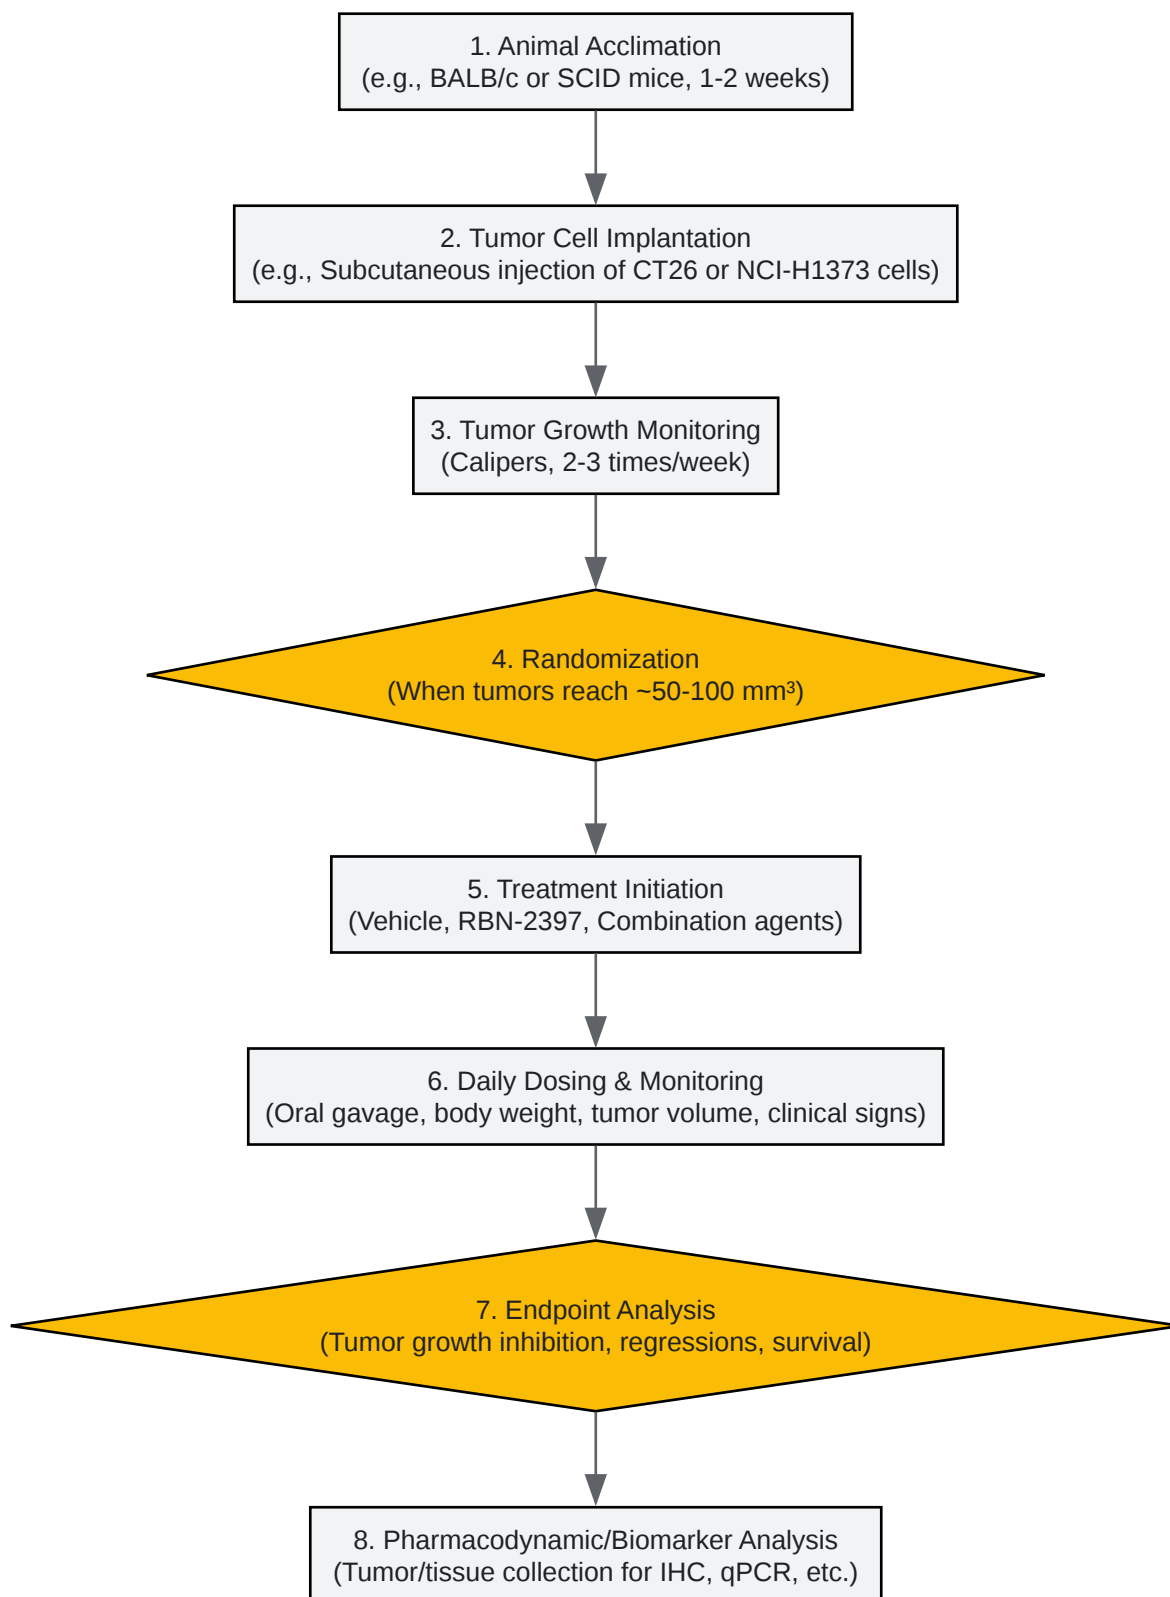 1. Animal Acclimation
(e.g., BALB/c or SCID mice, 1-2 weeks)
2. Tumor Cell Implantation
(e.g., Subcutaneous injection of CT26 or NCI-H1373 cells)
3. Tumor Growth Monitoring
(Calipers, 2-3 times/week)
4. Randomization
(When tumors reach ~50-100 mm³)
5. Treatment Initiation
(Vehicle, RBN-2397, Combination agents)
6. Daily Dosing & Monitoring
(Oral gavage, body weight, tumor volume, clinical signs)
7. Endpoint Analysis
(Tumor growth inhibition, regressions, survival)
8. Pharmacodynamic/Biomarker Analysis
(Tumor/tissue collection for IHC, qPCR, etc.)